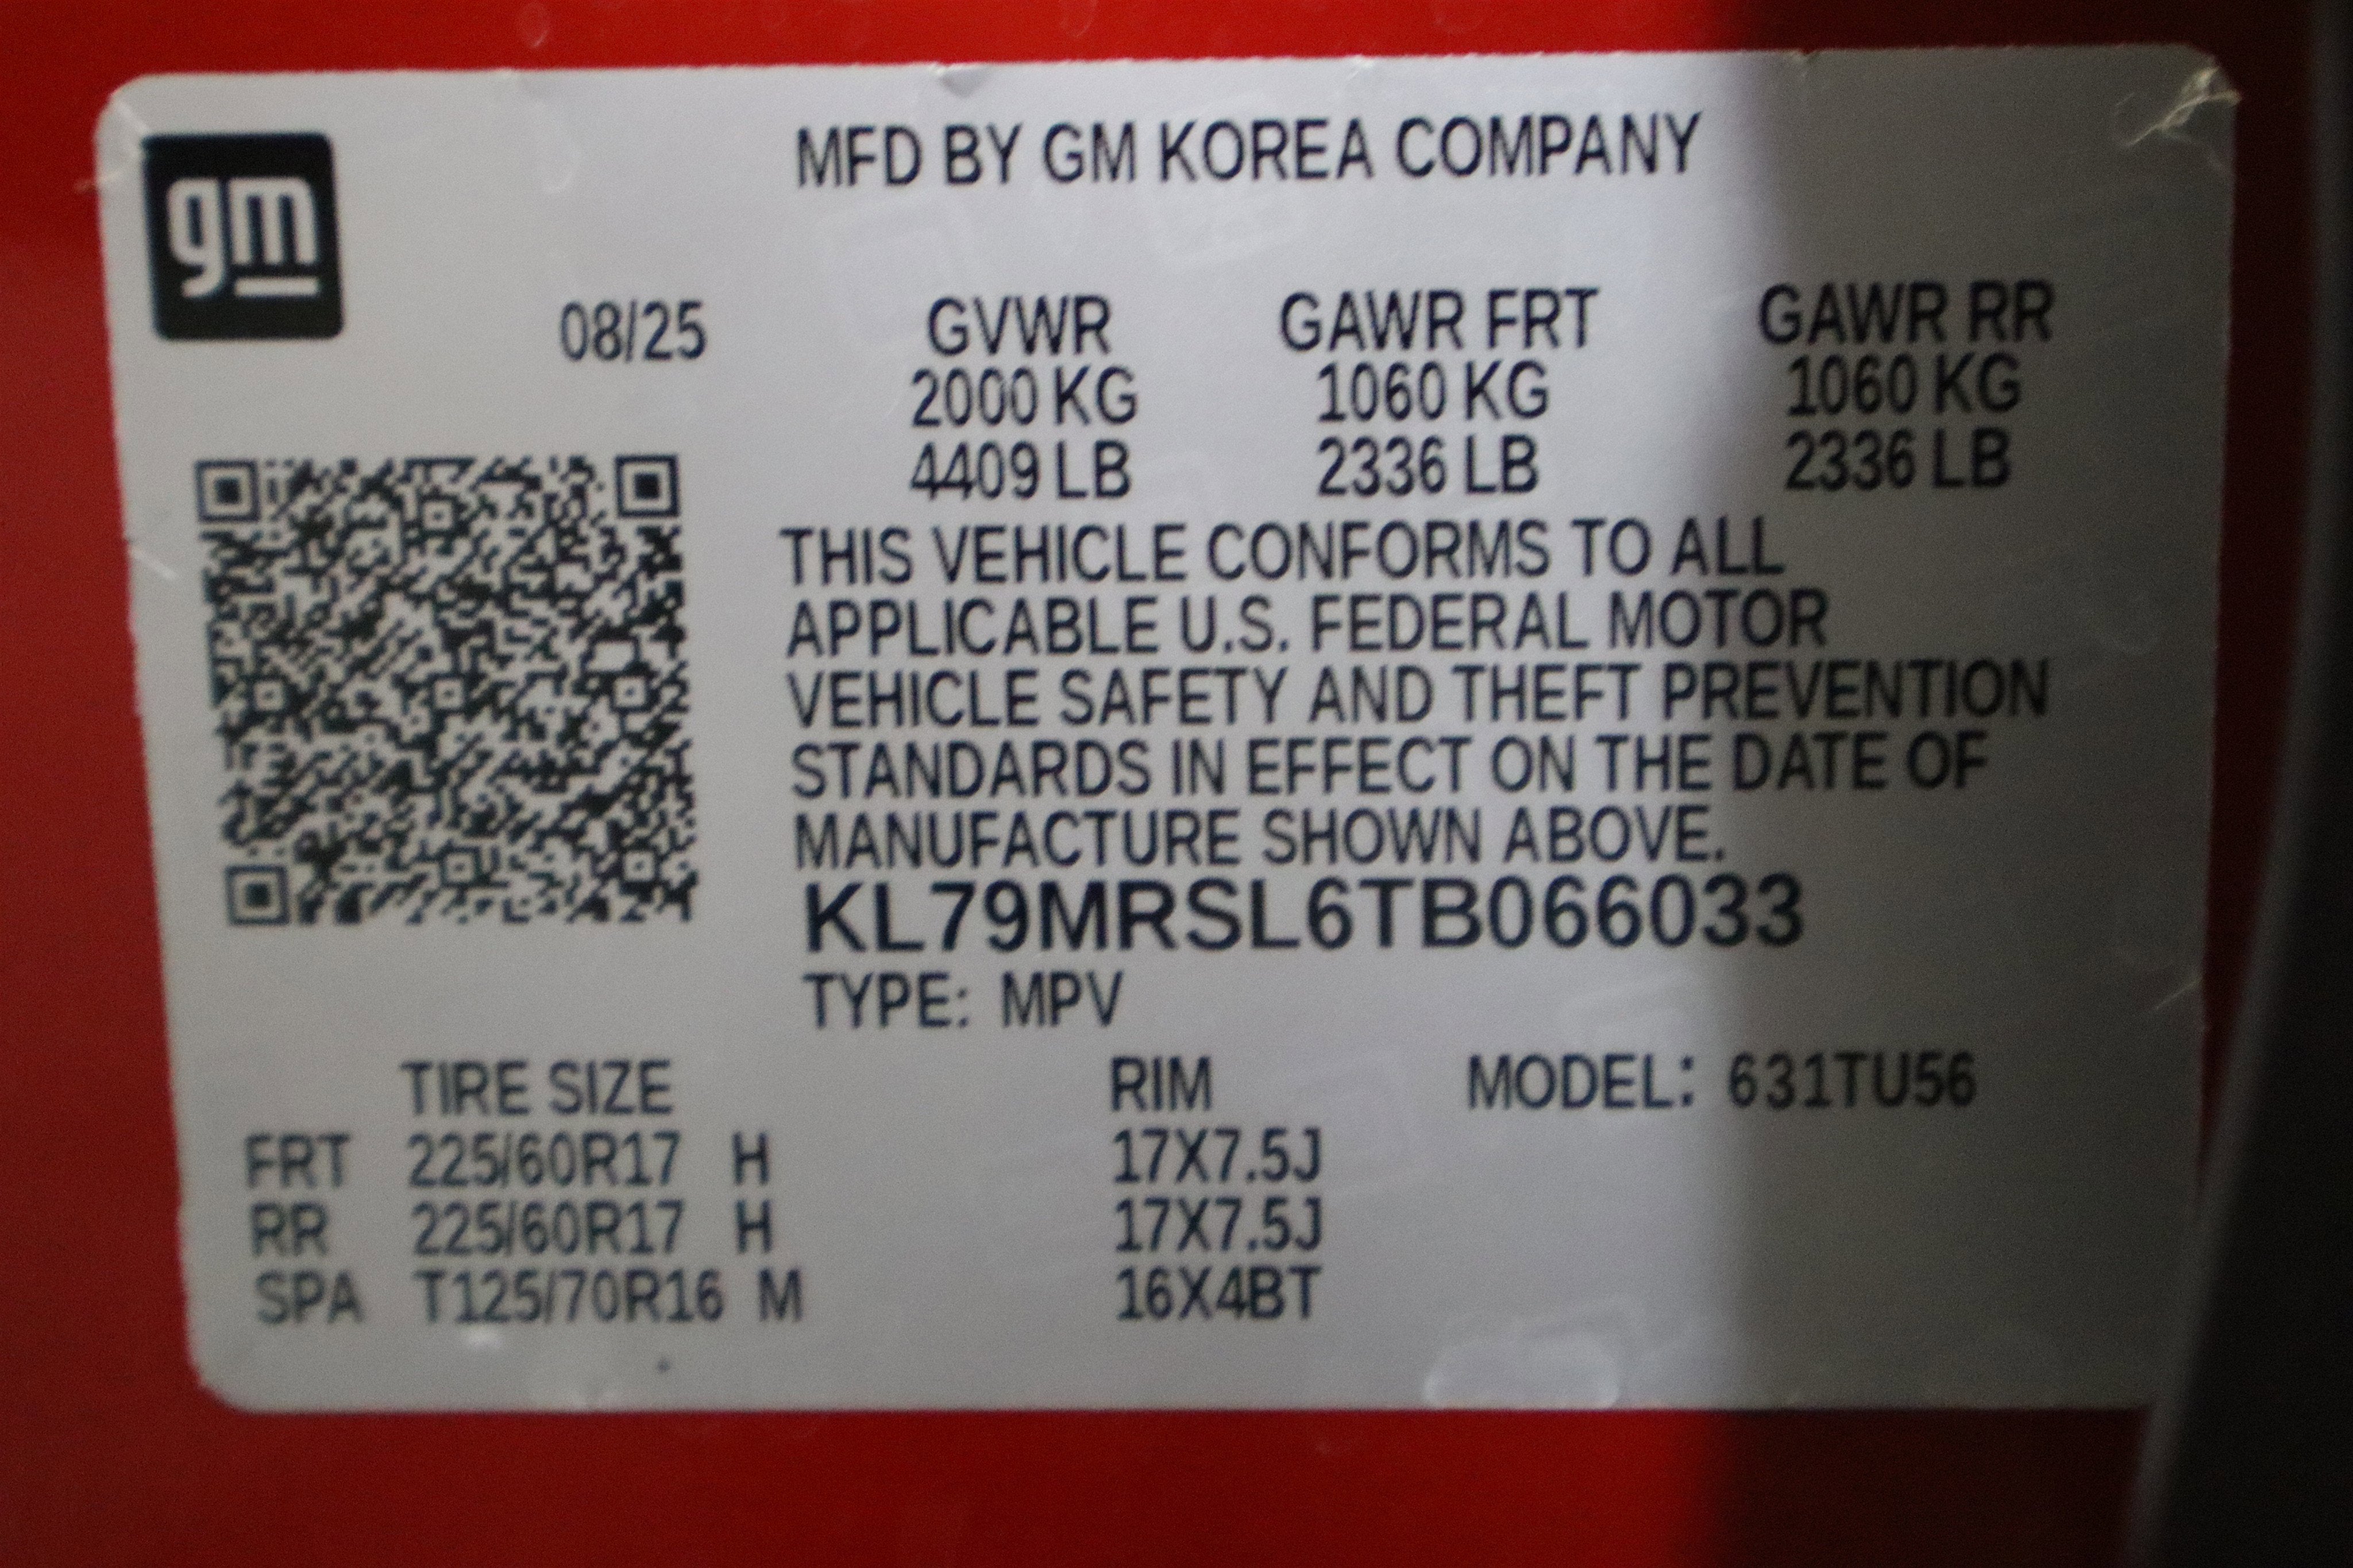 gm
MFD BY GM KOREA COMPANY
08/25 GVWR GAWR FRT GAWR RR
2000 KG 1060 KG 1060 KG
4409 LB 2336 LB 2336 LB
THIS VEHICLE CONFORMS TO ALL
APPLICABLE U.S. FEDERAL MOTOR
VEHICLE SAFETY AND THEFT PREVENTION
STANDARDS IN EFFECT ON THE DATE OF
MANUFACTURE SHOWN ABOVE.
KL79MRSL6TB066033
TYPE: MPV
TIRE SIZE RIM MODEL: 631TU56
FRT 225/60R17 H 17X7.5J
RR 225/60R17 H 17X7.5J
SPA T125/70R16 M 16X4BT